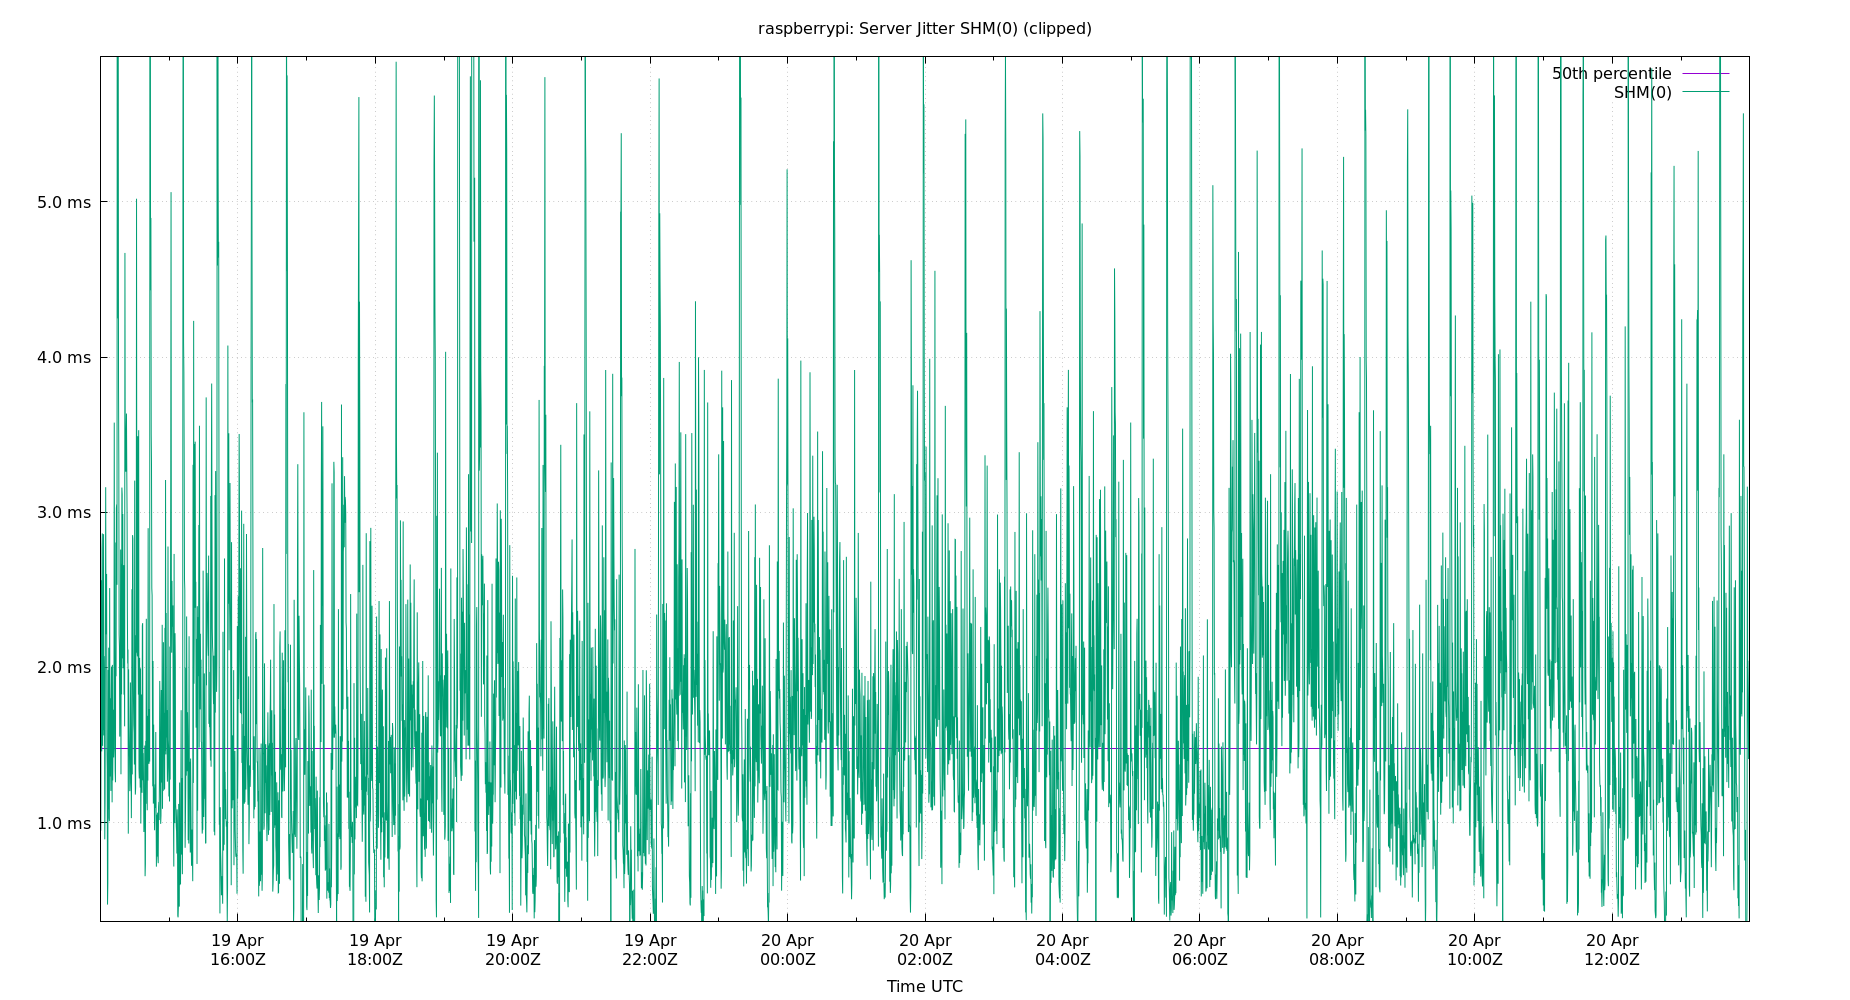 raspberrypi: Server Jitter SHM(0) (clipped)
50th percentile
SHM(0)
5.0 ms
4.0 ms
3.0 ms
2.0 ms
1.0 ms
19 Apr 19 Apr 19 Apr 19 Apr 20 Apr 20 Apr 20 Apr 20 Apr 20 Apr 20 Apr 20 Apr
16:00Z 18:00Z 20:00Z 22:00Z 00:00Z 02:00Z 04:00Z 06:00Z 08:00Z 10:00Z 12:00Z
Time UTC